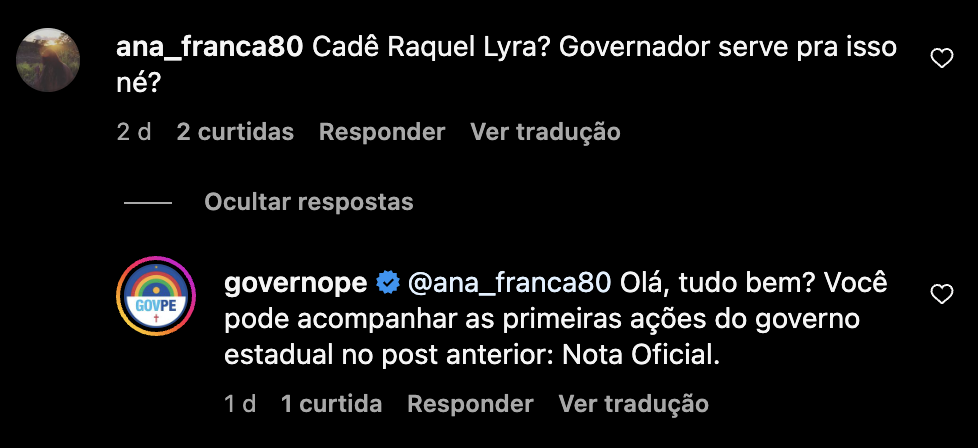 ana_franca80 Cadê Raquel Lyra? Governador serve pra isso
né?
2 d 2 curtidas Responder Ver tradução
Ocultar respostas
GOVPE
governope @ana_franca80 Olá, tudo bem? Você
pode acompanhar as primeiras ações do governo
estadual no post anterior: Nota Oficial.
1 d 1 curtida Responder Ver tradução